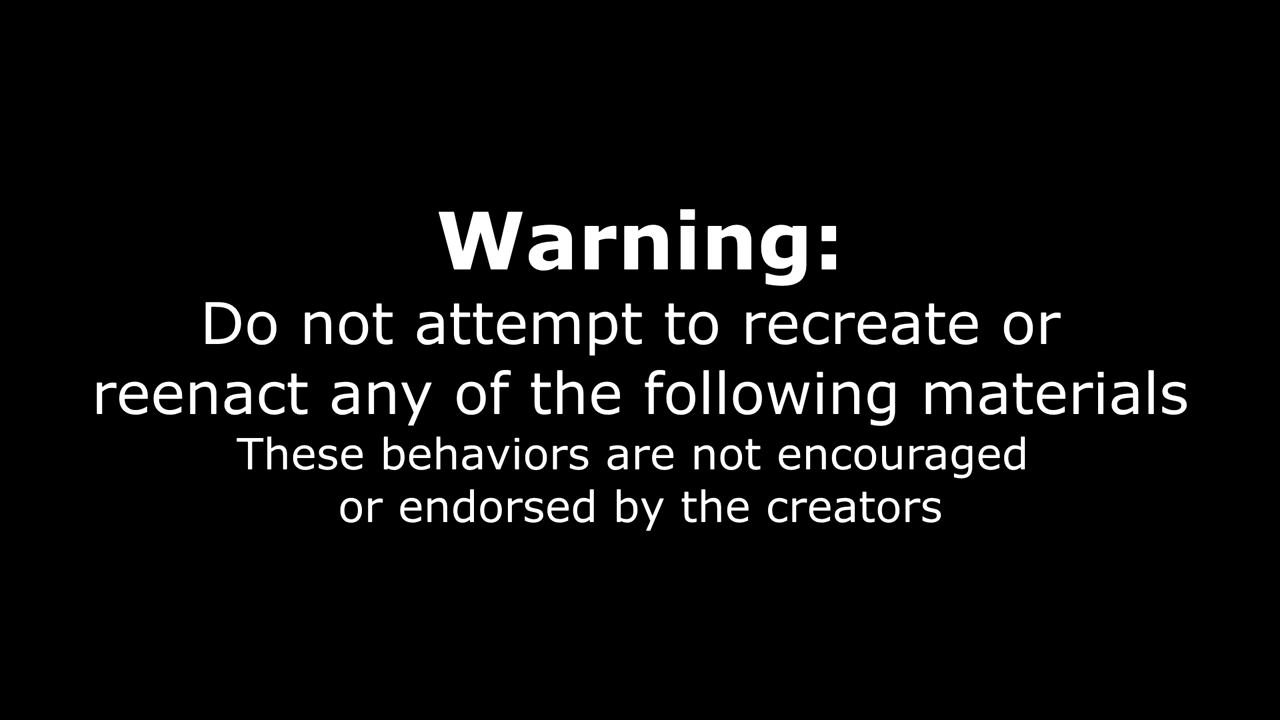 Warning:
Do not attempt to recreate or
reenact any of the following materials
These behaviors are not encouraged
or endorsed by the creators